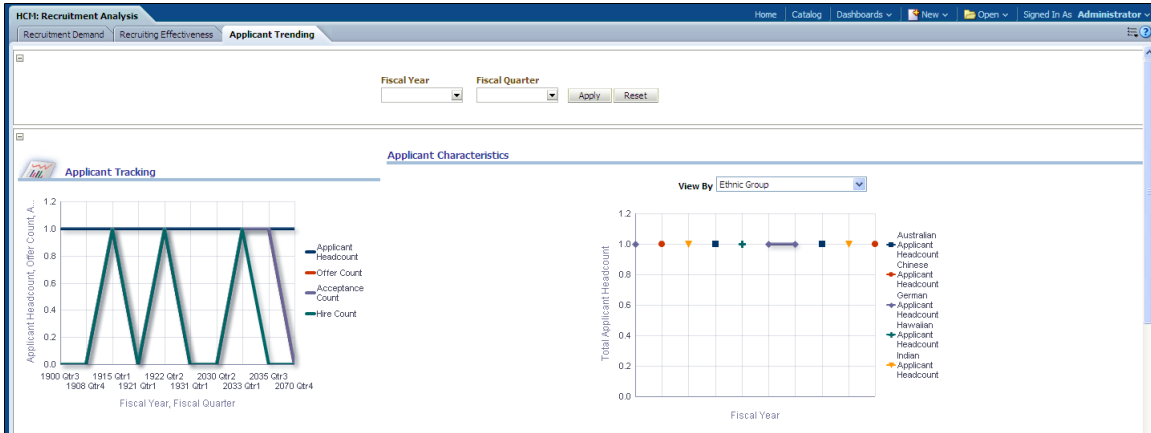 HCM: Recruitment Analysis
Home Catalog Dashboards New Open Signed In As Administrator
Recruitment Demand Recruiting Effectiveness Applicant Trending
Fiscal Year Fiscal Quarter
Apply Reset
Applicant Tracking
Applicant Headcount, Offer Count, A...
1.2
1.0
0.8
0.6
0.4
0.2
0.0
1900 Qtr3 1915 Qtr1 1922 Qtr2 2030 Qtr2 2035 Qtr3
1908 Qtr4 1921 Qtr1 1931 Qtr1 2033 Qtr1 2070 Qtr4
Fiscal Year, Fiscal Quarter
Applicant
Headcount
Offer Count
Acceptance
Count
Hire Count
Applicant Characteristics
View By Ethnic Group
Total Applicant Headcount
1.2
1.0
0.8
0.6
0.4
0.2
0.0
Fiscal Year
Australian
Applicant
Headcount
Chinese
Applicant
Headcount
German
Applicant
Headcount
Hawaiian
Applicant
Headcount
Indian
Applicant
Headcount